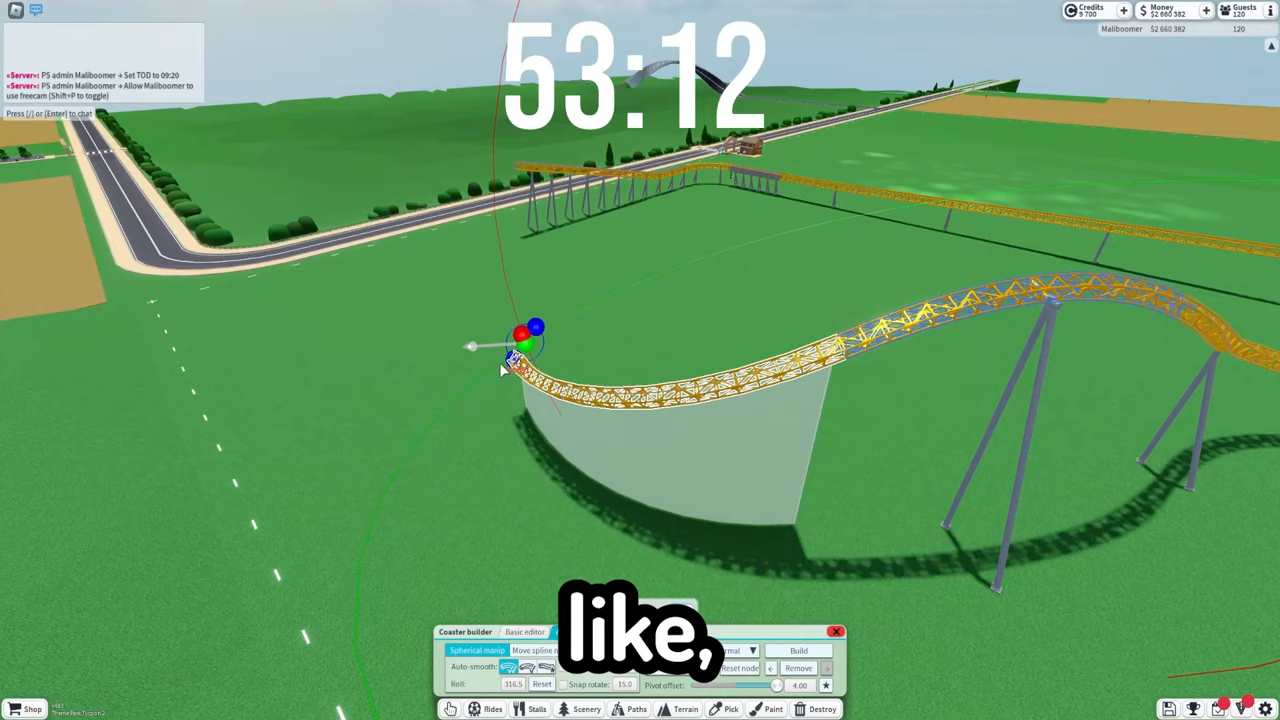 53:12
Credits
9 700
Money
$2 660 382
Guests
120
Maliboomer $2 660 382 120
«Server»: PS admin Maliboomer → Set TOD to 09:20
«Server»: PS admin Maliboomer → Allow Maliboomer to
use freecam (Shift+P to toggle)
Press [/] or [Enter] to chat
like,
Coaster builder Basic editor
Spherical manip Move spline
Build
Auto-smooth:
Reset node
Remove
Roll: 316.5 Reset Snap rotate: 15.0 Pivot offset: 4.00
Shop
Theme Park Tycoon 2
Rides Stalls Scenery Paths Terrain Pick Paint Destroy